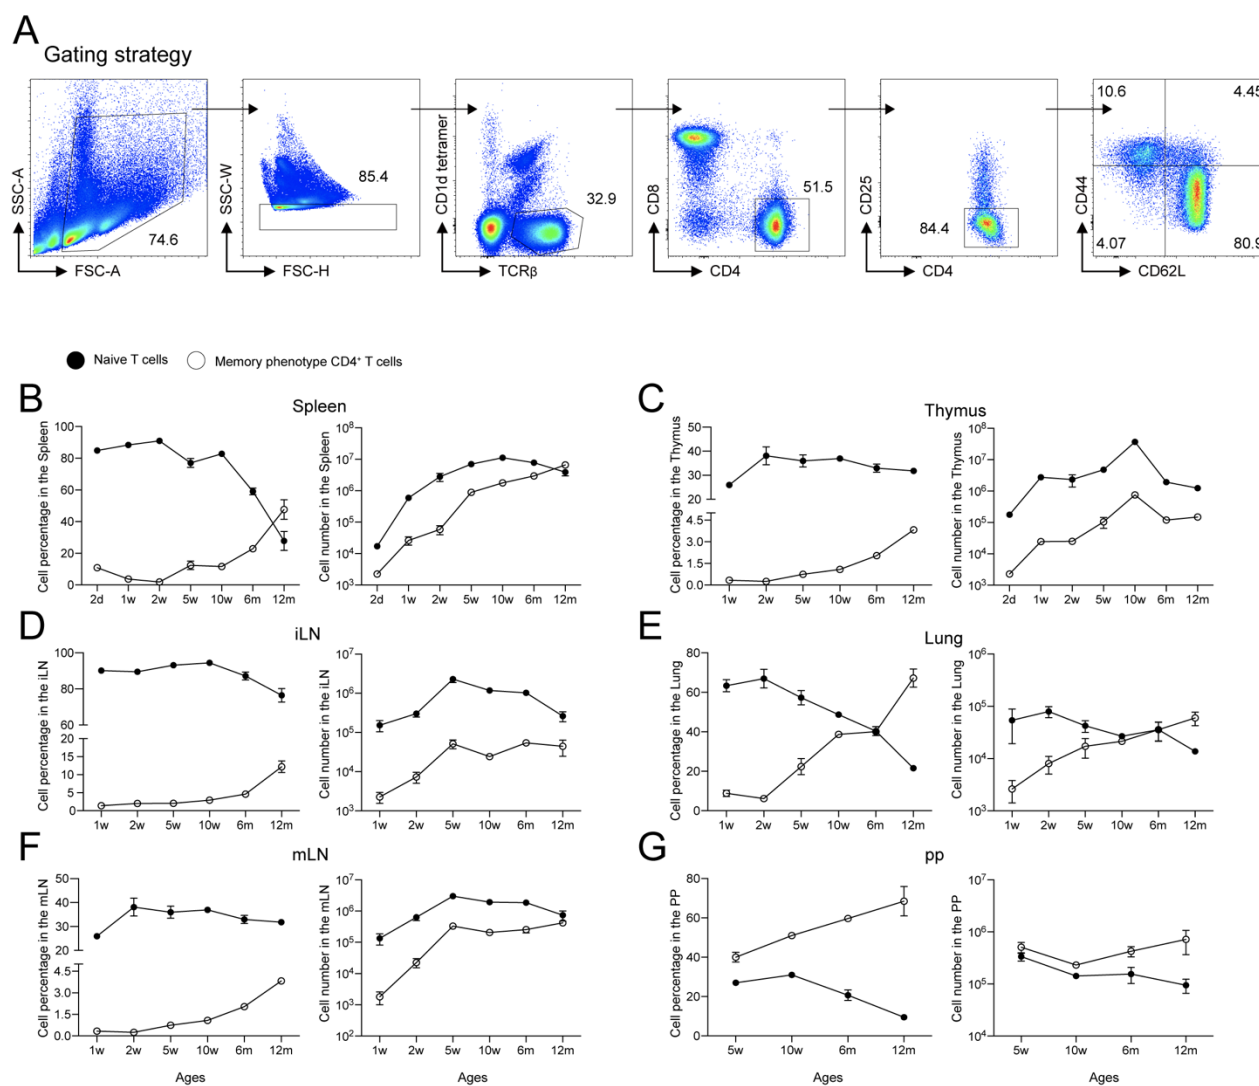 A
Gating strategy
SSC-A
74.6
FSC-A
SSC-W
85.4
FSC-H
CD1d tetramer
32.9
TCRβ
CD8
51.5
CD4
CD25
84.4
CD4
CD44
10.6
4.45
4.07
80.9
CD62L
Naive T cells
Memory phenotype CD4⁺ T cells
B
Spleen
Cell percentage in the Spleen
100
80
60
40
20
0
2d 1w 2w 5w 10w 6m 12m
Cell number in the Spleen
10⁸
10⁷
10⁶
10⁵
10⁴
10³
2d 1w 2w 5w 10w 6m 12m
C
Thymus
Cell percentage in the Thymus
50
40
30
20
4.5
3.0
1.5
0.0
1w 2w 5w 10w 6m 12m
Cell number in the Thymus
10⁸
10⁷
10⁶
10⁵
10⁴
10³
2d 1w 2w 5w 10w 6m 12m
D
iLN
Cell percentage in the iLN
100
80
60
20
15
10
5
0
1w 2w 5w 10w 6m 12m
Cell number in the iLN
10⁷
10⁶
10⁵
10⁴
10³
1w 2w 5w 10w 6m 12m
E
Lung
Cell percentage in the Lung
80
60
40
20
0
1w 2w 5w 10w 6m 12m
Cell number in the Lung
10⁶
10⁵
10⁴
10³
1w 2w 5w 10w 6m 12m
F
mLN
Cell percentage in the mLN
50
40
30
20
4.5
3.0
1.5
0.0
1w 2w 5w 10w 6m 12m
Ages
Cell number in the mLN
10⁷
10⁶
10⁵
10⁴
10³
10²
1w 2w 5w 10w 6m 12m
Ages
G
pp
Cell percentage in the PP
80
60
40
20
0
5w 10w 6m 12m
Ages
Cell number in the PP
10⁷
10⁶
10⁵
10⁴
5w 10w 6m 12m
Ages